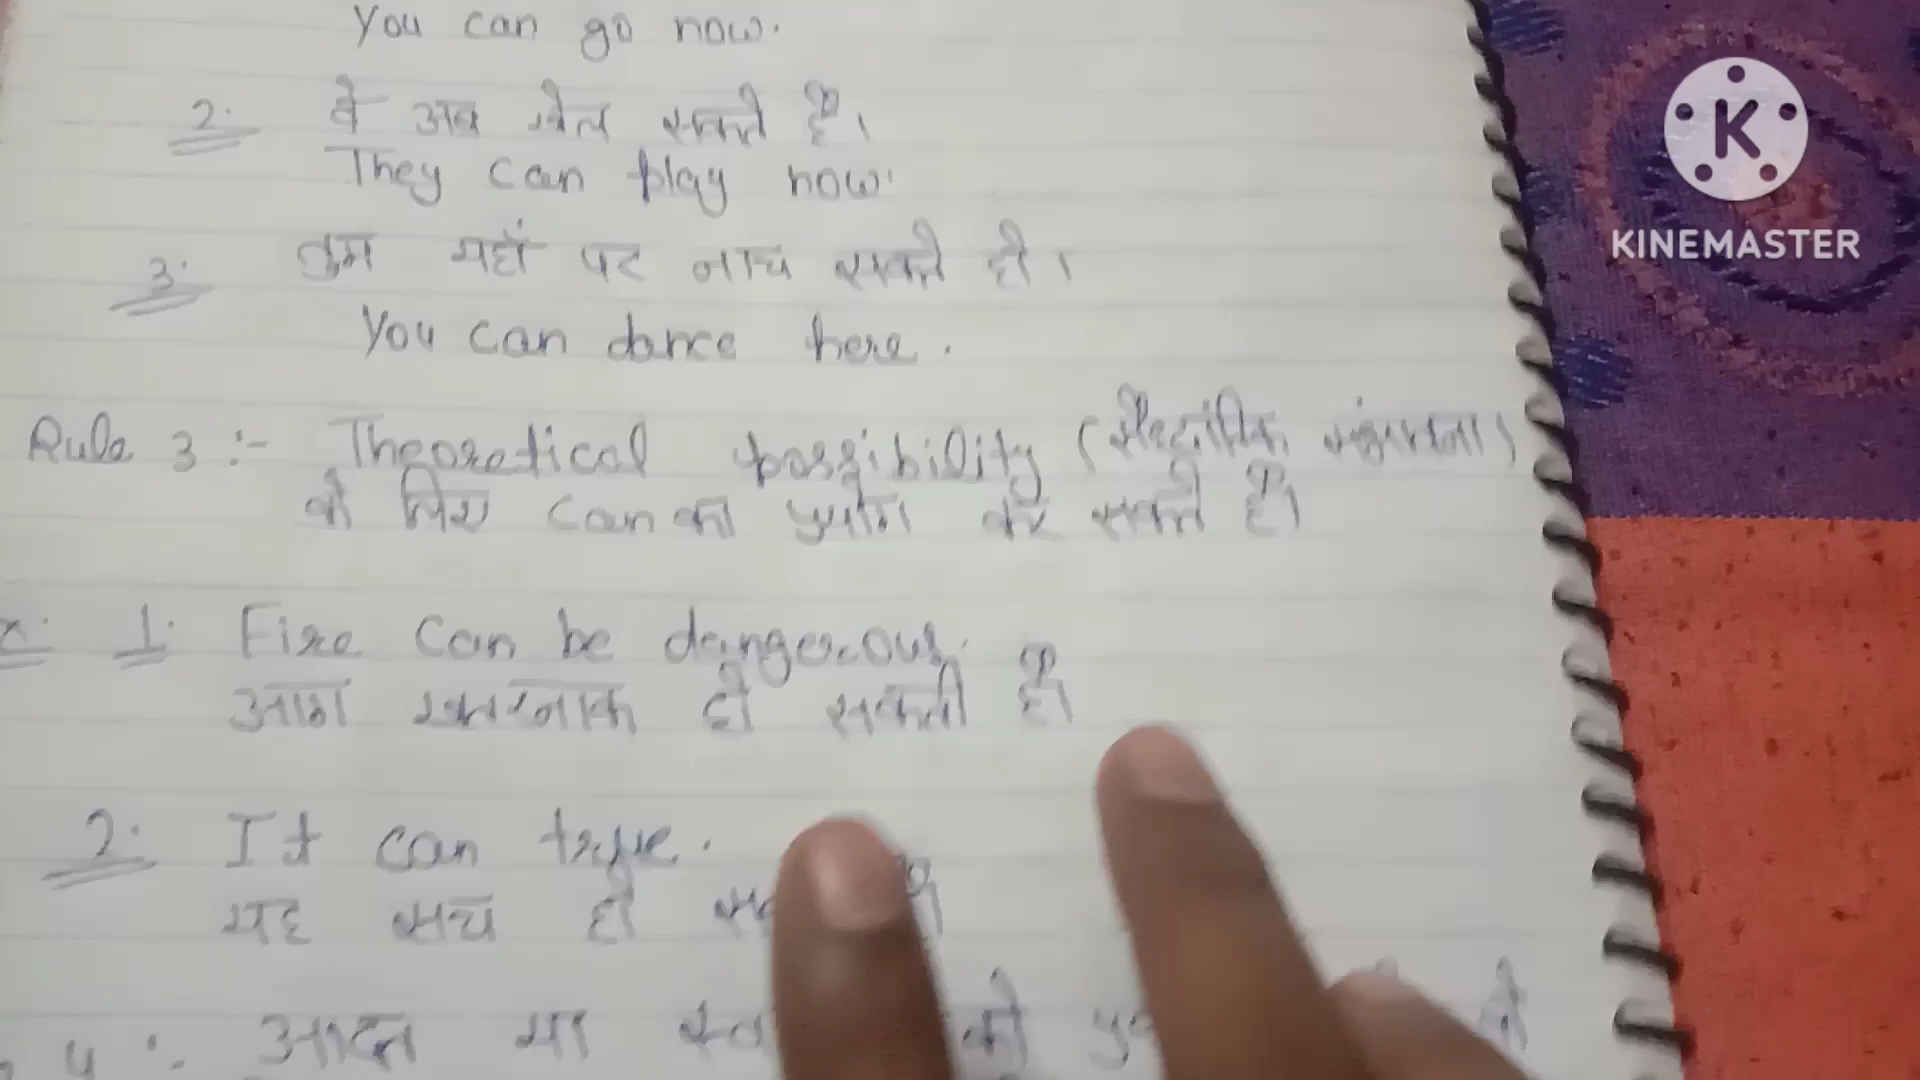 You can go now.
2. वे अब खेल सकते हैं।
They can play now.
3. तुम यहाँ पर नाच सकते हो।
You can dance here.
Rule 3 :- Theoretical possibility (सैद्धांतिक संभावना)
के लिए can का प्रयोग कर सकते हैं।
1. Fire can be dangerous.
आग खतरनाक हो सकती है।
2. It can true.
यह सच हो
4 :- आदत या को
KINEMASTER